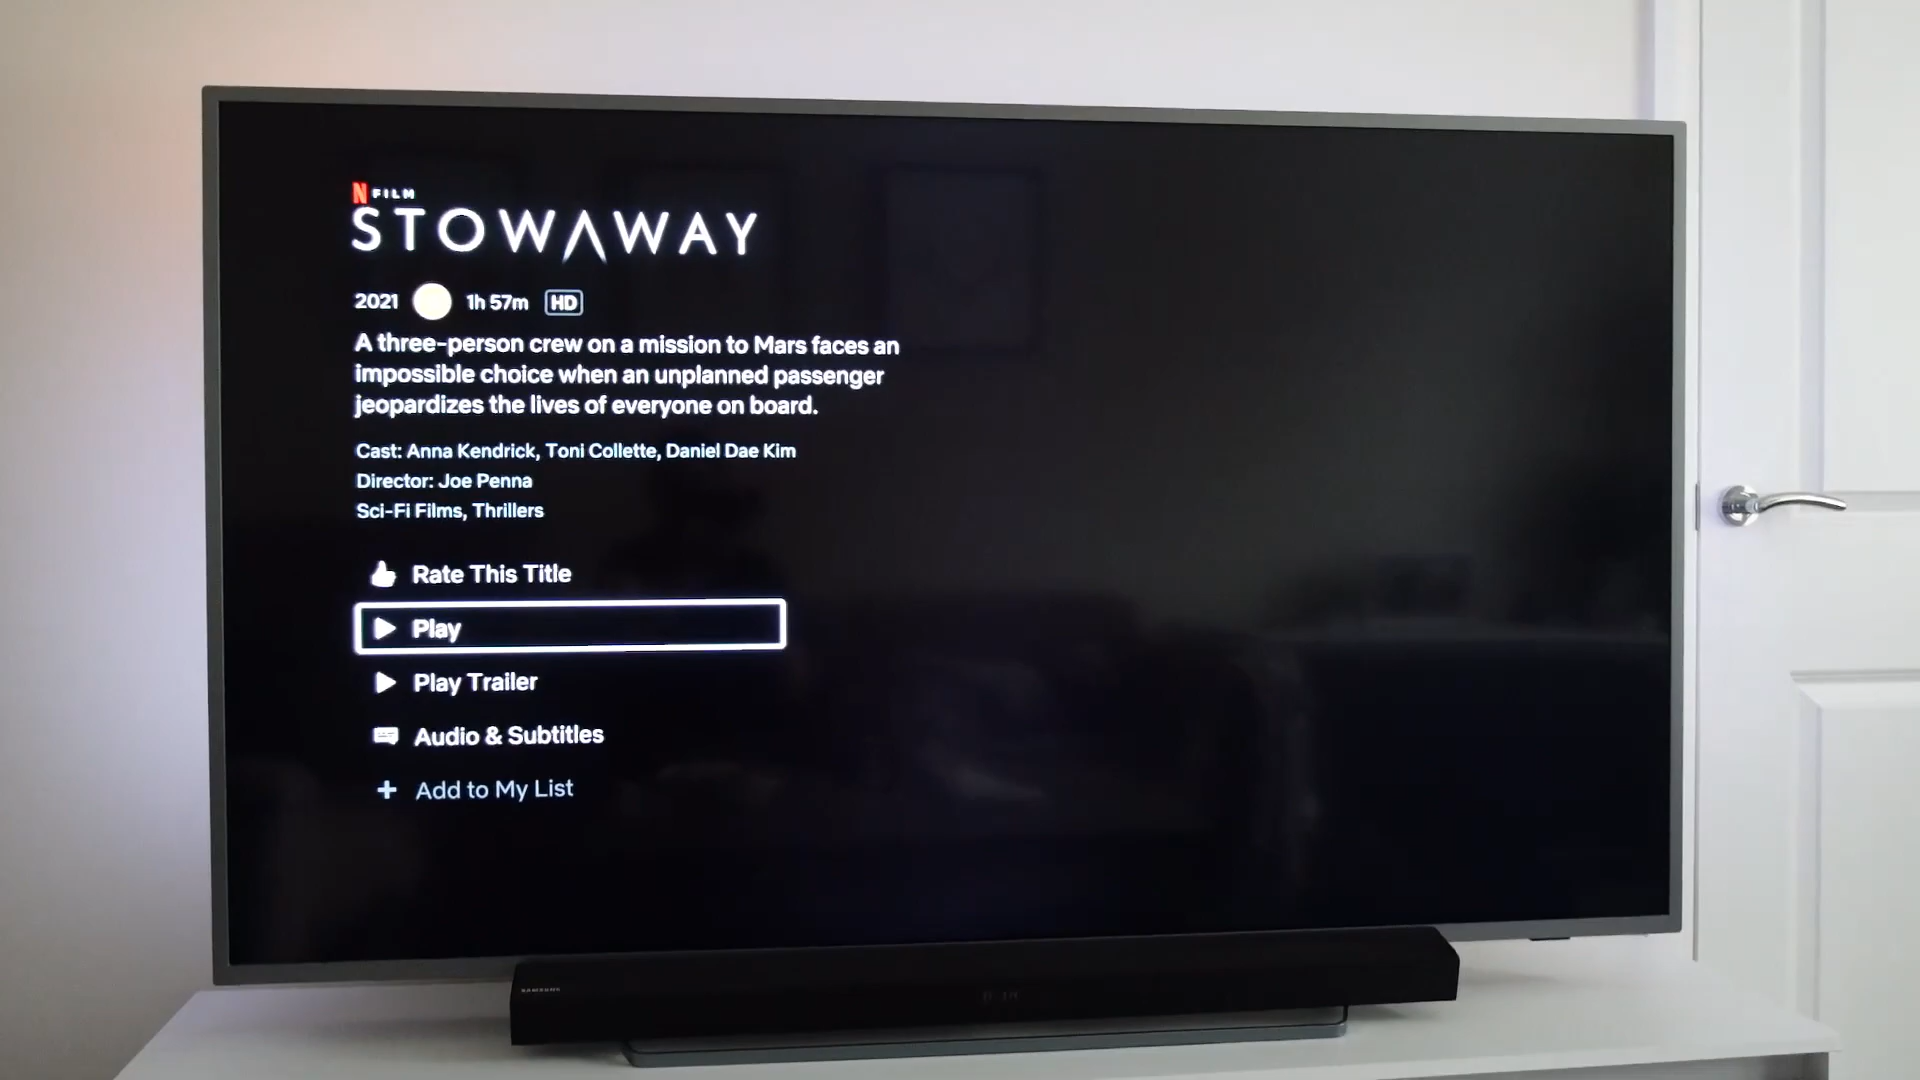 N FILM
STOWAWAY
2021 1h 57m HD
A three-person crew on a mission to Mars faces an
impossible choice when an unplanned passenger
jeopardizes the lives of everyone on board.
Cast: Anna Kendrick, Toni Collette, Daniel Dae Kim
Director: Joe Penna
Sci-Fi Films, Thrillers
Rate This Title
Play
Play Trailer
Audio & Subtitles
Add to My List
SAMSUNG